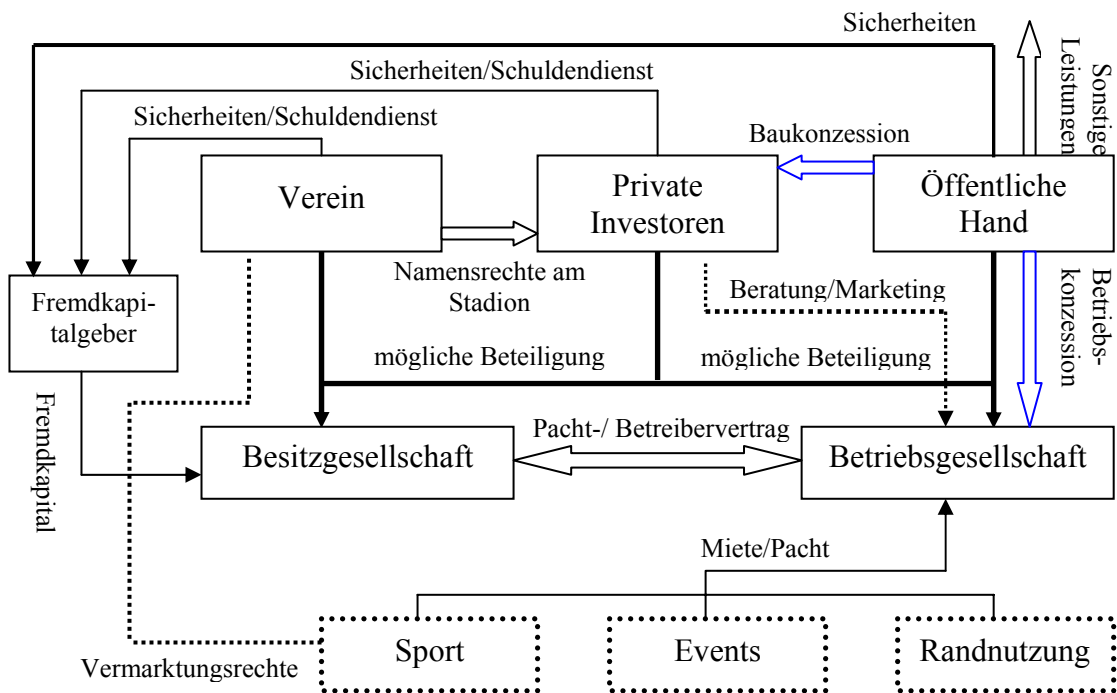 Sicherheiten
Sonstige
Leistungen
Sicherheiten/Schuldendienst
Sicherheiten/Schuldendienst
Baukonzession
Verein
Private
Investoren
Öffentliche
Hand
Namensrechte am
Stadion
Beratung/Marketing
Betriebs-
konzession
Fremdkapi-
talgeber
mögliche Beteiligung
mögliche Beteiligung
Fremdkapital
Pacht-/ Betreibervertrag
Besitzgesellschaft
Betriebsgesellschaft
Miete/Pacht
Vermarktungsrechte
Sport
Events
Randnutzung